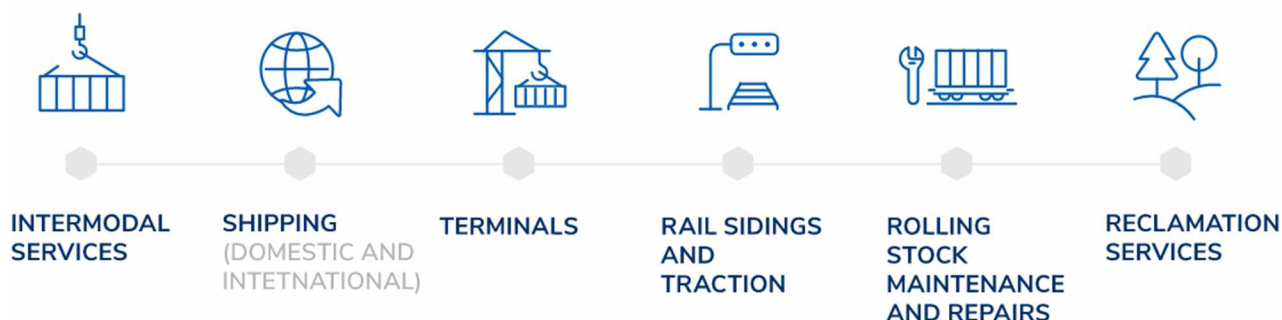 INTERMODAL
SERVICES
SHIPPING
(DOMESTIC AND
INTETNATIONAL)
TERMINALS
RAIL SIDINGS
AND
TRACTION
ROLLING
STOCK
MAINTENANCE
AND REPAIRS
RECLAMATION
SERVICES